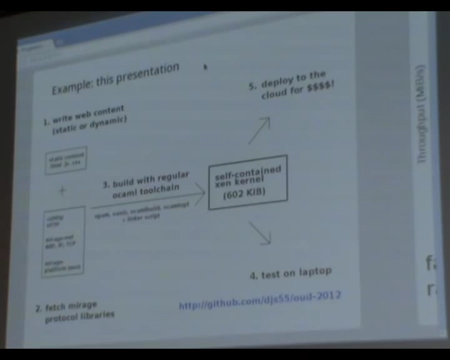 Example: this presentation
1. write web content
(static or dynamic)
+
3. build with regular
ocaml toolchain
self-contained
xen kernel
(602 KiB)
5. deploy to the
cloud for $$$$!
4. test on laptop
2. fetch mirage
protocol libraries
http://github.com/djs55/oud-2012
Throughput (MiB/s)